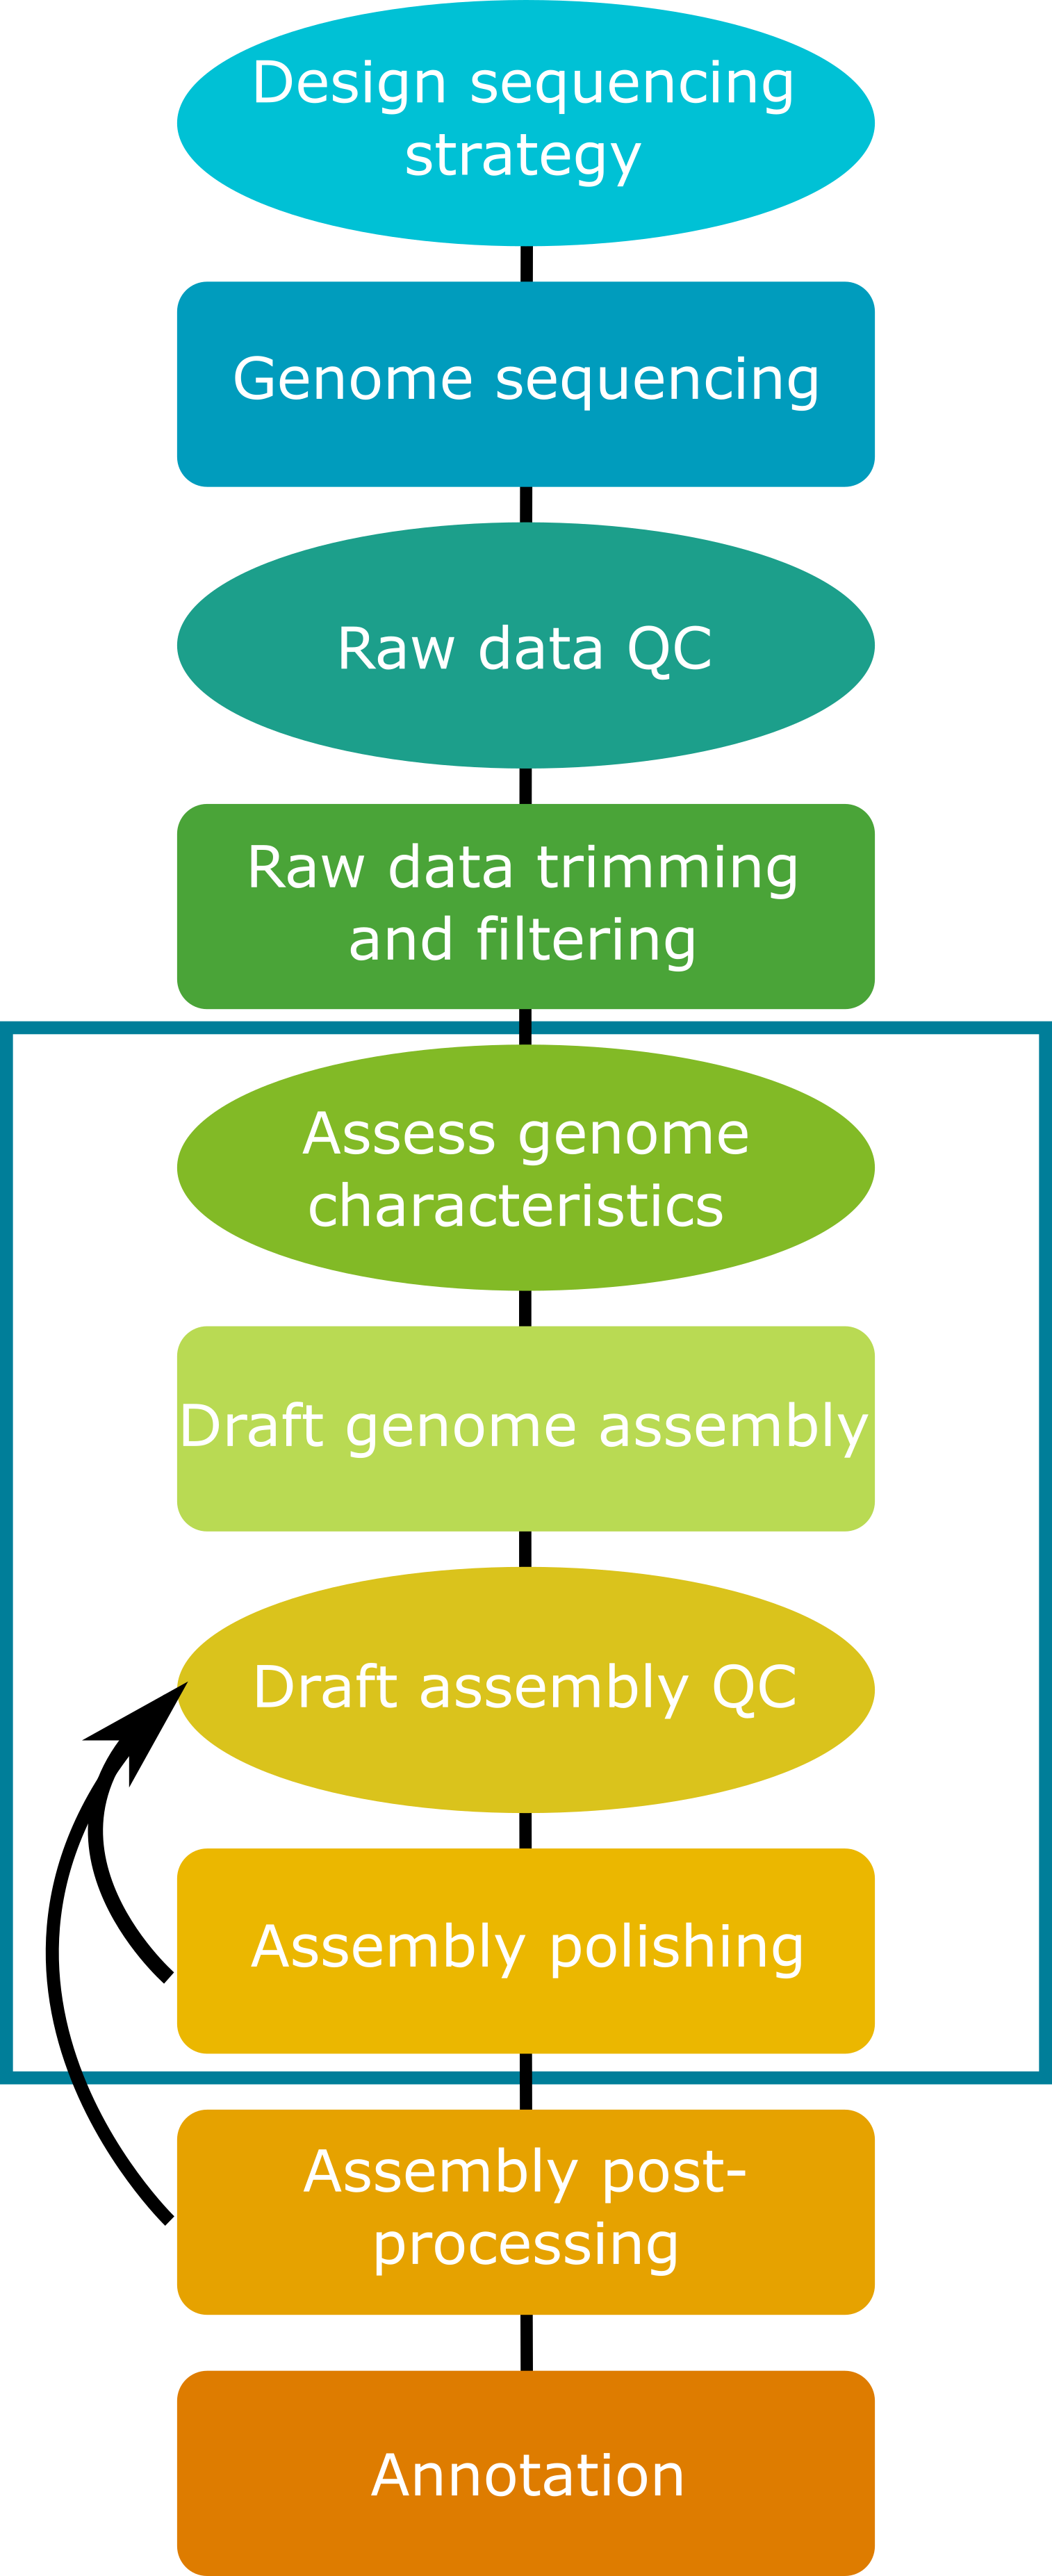 Design sequencing
strategy
Genome sequencing
Raw data QC
Raw data trimming
and filtering
Assess genome
characteristics
Draft genome assembly
Draft assembly QC
Assembly polishing
Assembly post-
processing
Annotation